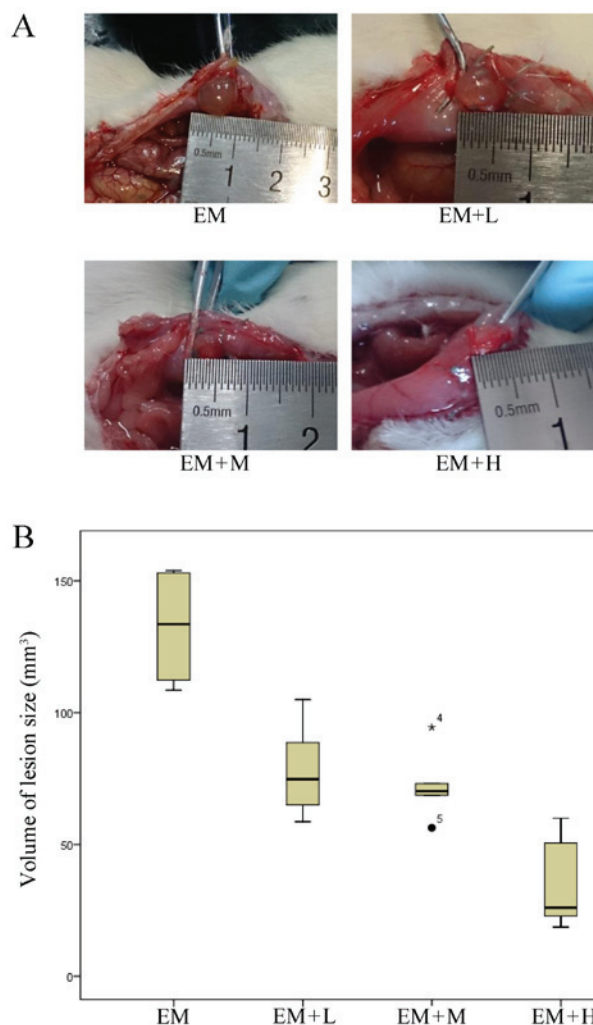 A
0.5mm
1 2 3
EM
0.5mm
1
EM+L
0.5mm
1 2
EM+M
0.5mm
1
EM+H
B
Volume of lesion size (mm³)
150
100
50
0
*4
5
EM EM+L EM+M EM+H